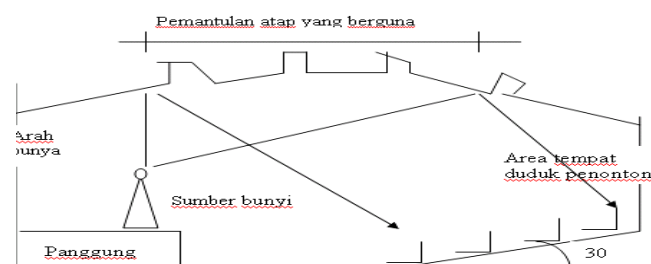 Pemantulan atap yang berguna
Arah
bunya
Area tempat
duduk penonton
Sumber bunyi
Panggung
30